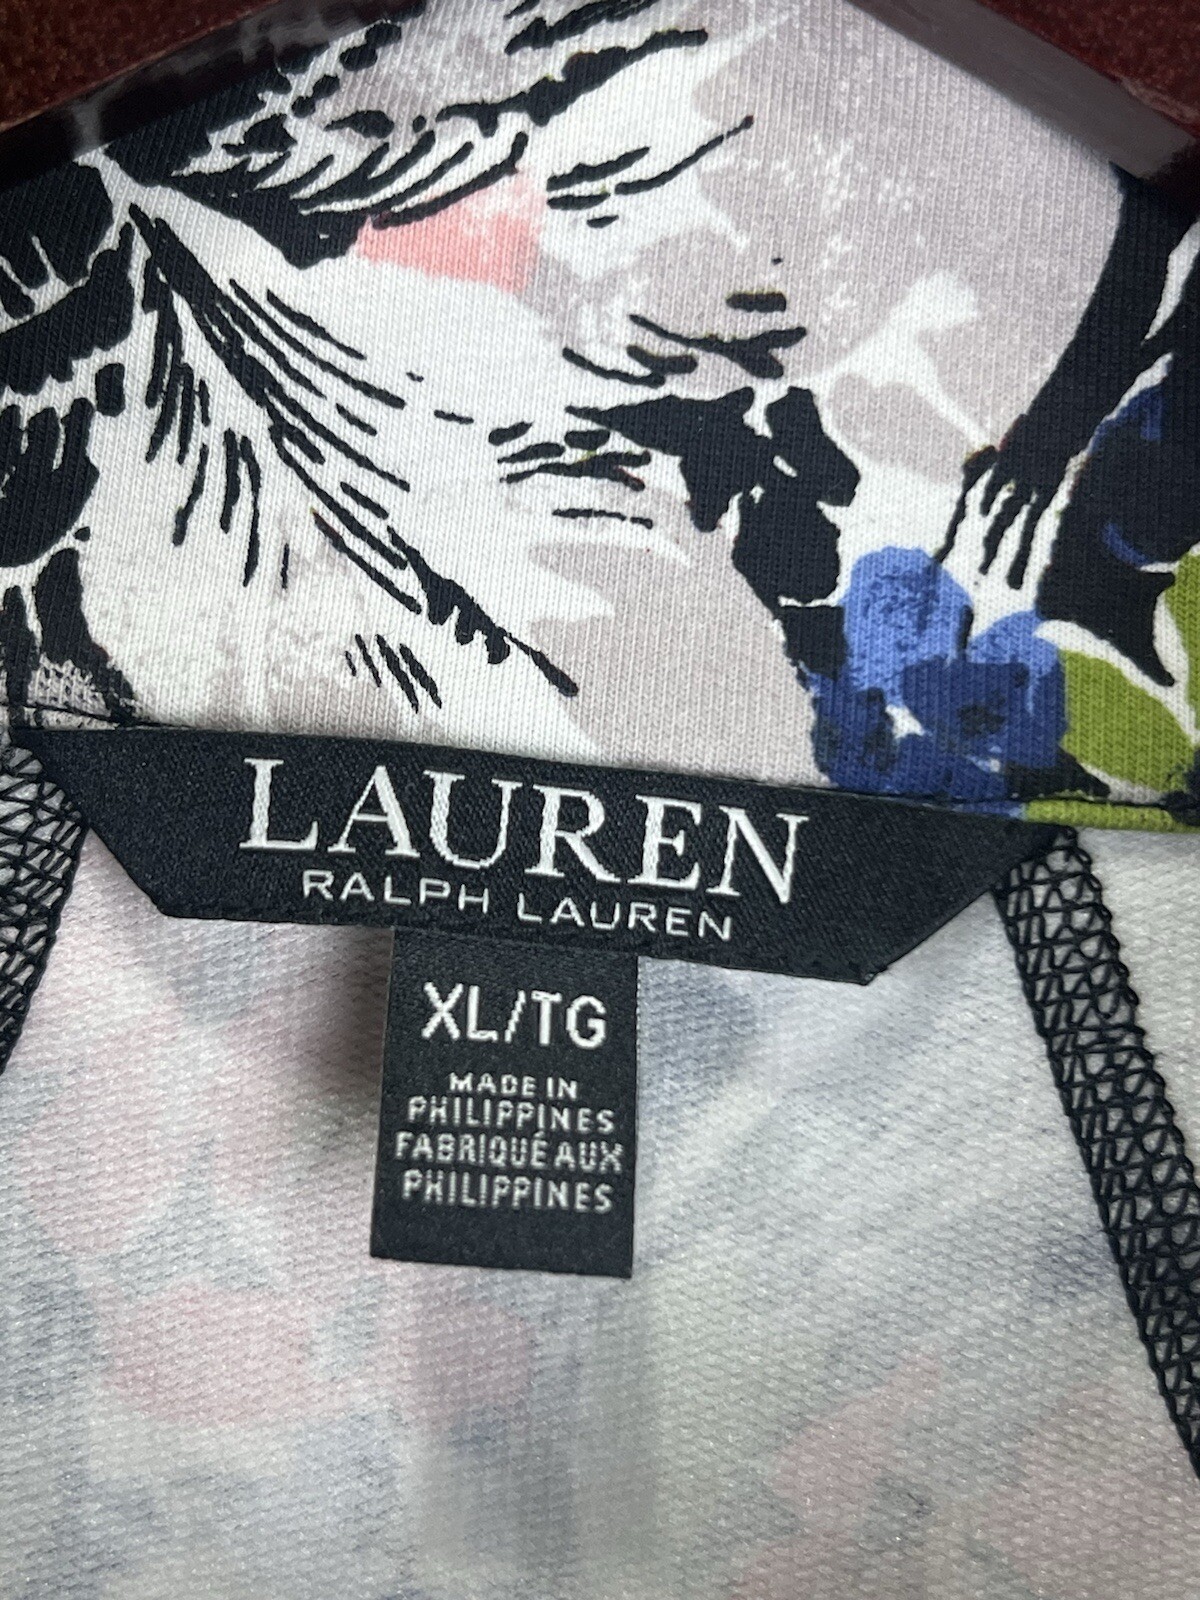 LAUREN
RALPH LAUREN
XL/TG
MADE IN
PHILIPPINES
FABRIQUÉ AUX
PHILIPPINES